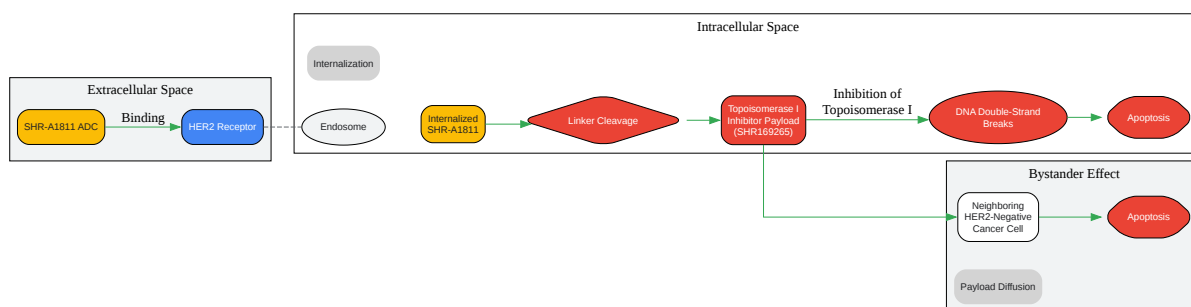 Intracellular Space
Internalization
Extracellular Space
SHR-A1811 ADC
Binding
HER2 Receptor
Endosome
Internalized
SHR-A1811
Linker Cleavage
Topoisomerase I
Inhibitor Payload
(SHR169265)
Inhibition of
Topoisomerase I
DNA Double-Strand
Breaks
Apoptosis
Bystander Effect
Neighboring
HER2-Negative
Cancer Cell
Apoptosis
Payload Diffusion